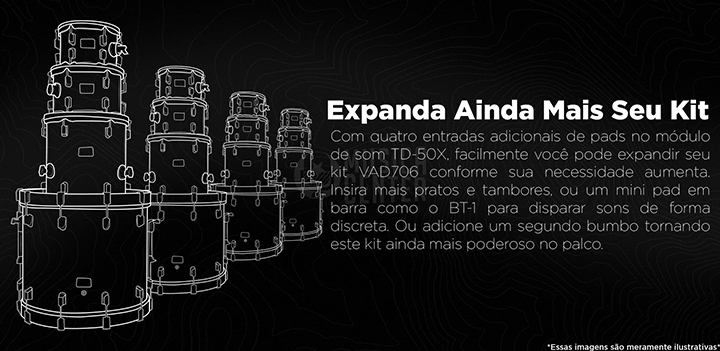 Expanda Ainda Mais Seu Kit
Com quatro entradas adicionais de pads no módulo
de som TD-50X, facilmente você pode expandir seu
kit VAD706 conforme sua necessidade aumenta.
Insira mais pratos e tambores, ou um mini pad em
barra como o BT-1 para disparar sons de forma
discreta. Ou adicione um segundo bumbo tornando
este kit ainda mais poderoso no palco.
*Essas imagens são meramente ilustrativas*